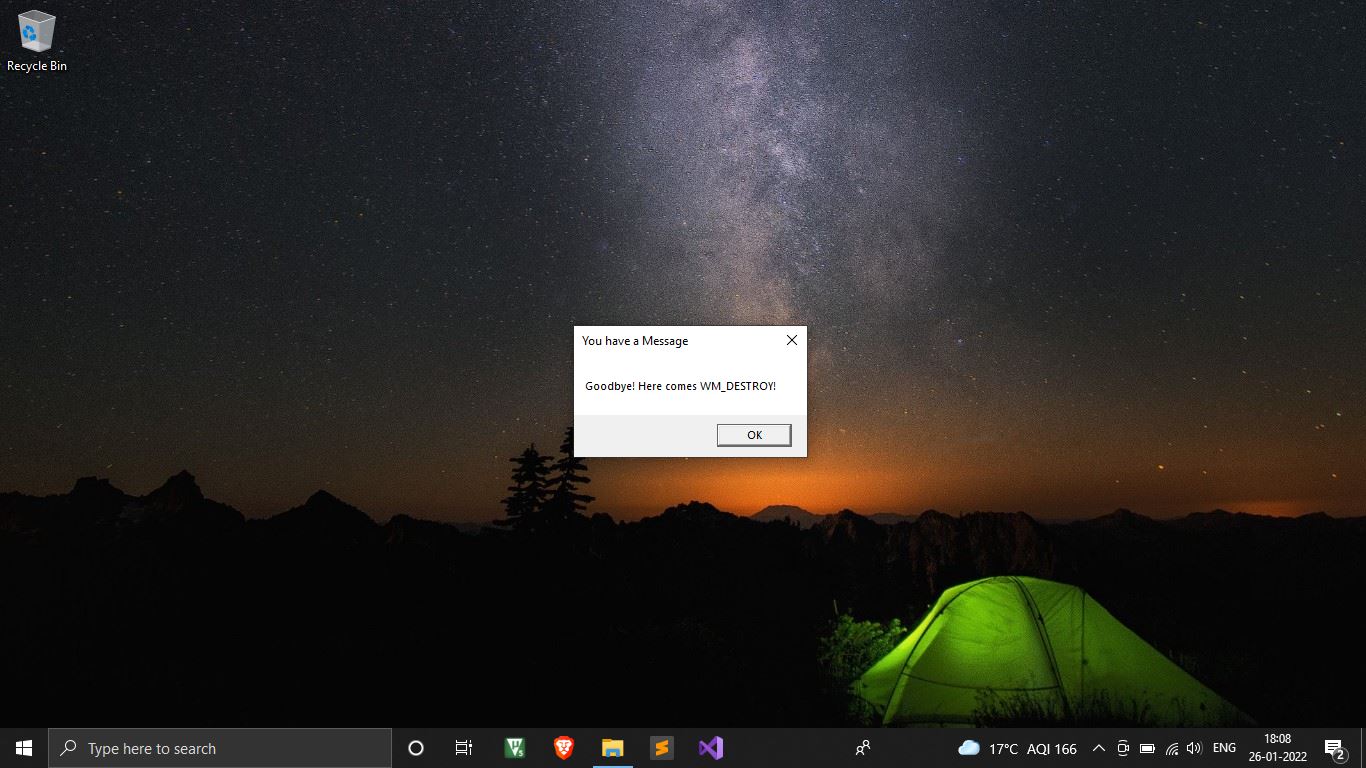 Recycle Bin
You have a Message
Goodbye! Here comes WM_DESTROY!
OK
Type here to search
17°C AQI 166
ENG
18:08
26-01-2022
2